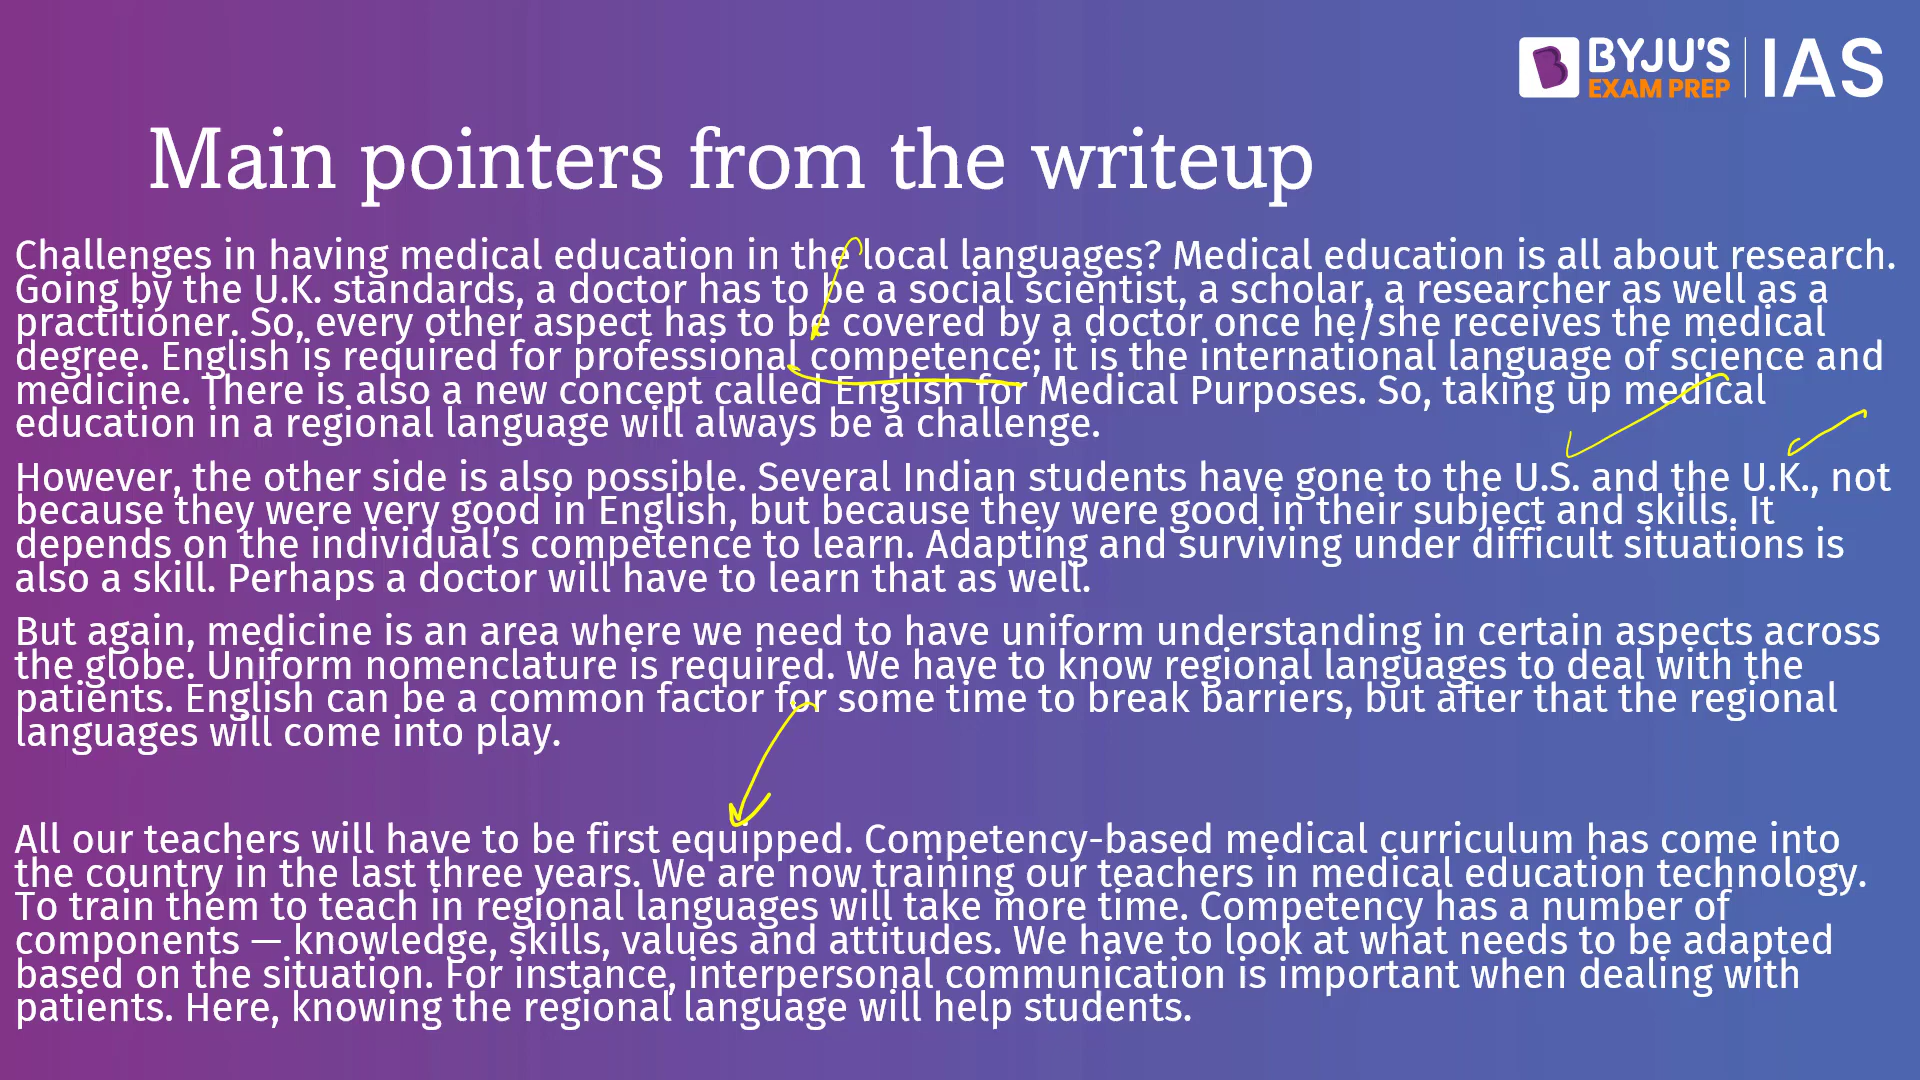 BYJU'S
EXAM PREP
IAS
Main pointers from the writeup
Challenges in having medical education in the local languages? Medical education is all about research.
Going by the U.K. standards, a doctor has to be a social scientist, a scholar, a researcher as well as a
practitioner. So, every other aspect has to be covered by a doctor once he/she receives the medical
degree. English is required for professional competence; it is the international language of science and
medicine. There is also a new concept called English for Medical Purposes. So, taking up medical
education in a regional language will always be a challenge.
However, the other side is also possible. Several Indian students have gone to the U.S. and the U.K., not
because they were very good in English, but because they were good in their subject and skills. It
depends on the individual’s competence to learn. Adapting and surviving under difficult situations is
also a skill. Perhaps a doctor will have to learn that as well.
But again, medicine is an area where we need to have uniform understanding in certain aspects across
the globe. Uniform nomenclature is required. We have to know regional languages to deal with the
patients. English can be a common factor for some time to break barriers, but after that the regional
languages will come into play.
All our teachers will have to be first equipped. Competency-based medical curriculum has come into
the country in the last three years. We are now training our teachers in medical education technology.
To train them to teach in regional languages will take more time. Competency has a number of
components — knowledge, skills, values and attitudes. We have to look at what needs to be adapted
based on the situation. For instance, interpersonal communication is important when dealing with
patients. Here, knowing the regional language will help students.